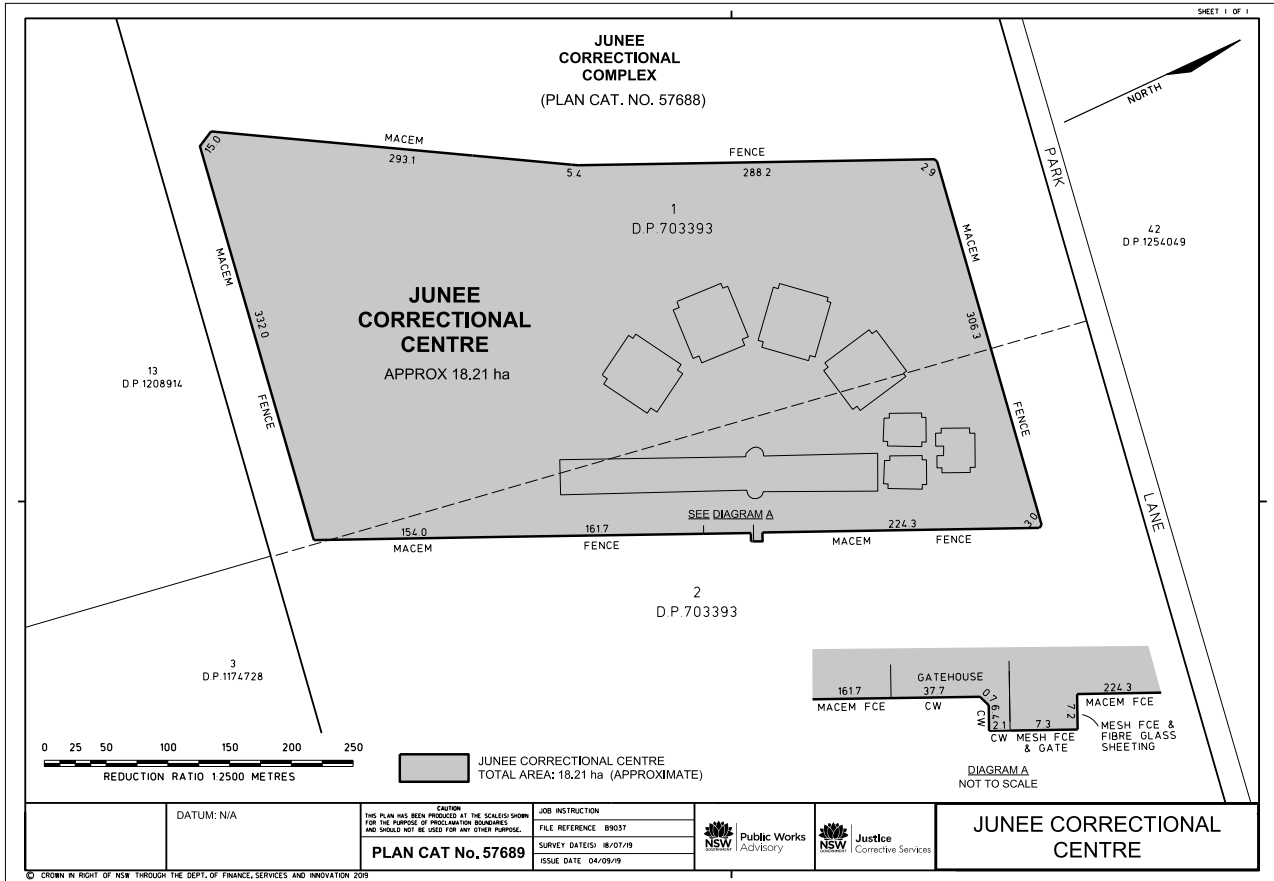 SHEET 1 OF 1
JUNEE
CORRECTIONAL
COMPLEX
(PLAN CAT. NO. 57688)
NORTH
PARK
LANE
MACEM
293.1
15.0
5.4
FENCE
288.2
2.9
1
D.P.703393
42
D.P.1254049
MACEM
332.0
FENCE
MACEM
306.3
FENCE
JUNEE
CORRECTIONAL
CENTRE
APPROX 18.21 ha
13
D.P.1208914
SEE DIAGRAM A
154.0
161.7
224.3
3.0
MACEM
FENCE
MACEM
FENCE
2
D.P.703393
3
D.P.1174728
GATEHOUSE
161.7
37.7
0.7
6.4
2.1
7.3
7.2
224.3
MACEM FCE
CW
CW
CW
MESH FCE
& GATE
MACEM FCE
MESH FCE &
FIBRE GLASS
SHEETING
DIAGRAM A
NOT TO SCALE
0 25 50 100 150 200 250
REDUCTION RATIO 1:2500 METRES
JUNEE CORRECTIONAL CENTRE
TOTAL AREA: 18.21 ha (APPROXIMATE)
DATUM: N/A
CAUTION
THIS PLAN HAS BEEN PRODUCED AT THE SCALE(S) SHOWN
FOR THE PURPOSE OF PROCLAMATION BOUNDARIES
AND SHOULD NOT BE USED FOR ANY OTHER PURPOSE.
PLAN CAT No. 57689
JOB INSTRUCTION
FILE REFERENCE B9037
SURVEY DATE(S) 18/07/19
ISSUE DATE 04/09/19
NSW
GOVERNMENT
Public Works
Advisory
NSW
GOVERNMENT
Justice
Corrective Services
JUNEE CORRECTIONAL
CENTRE
© CROWN IN RIGHT OF NSW THROUGH THE DEPT. OF FINANCE, SERVICES AND INNOVATION 2019